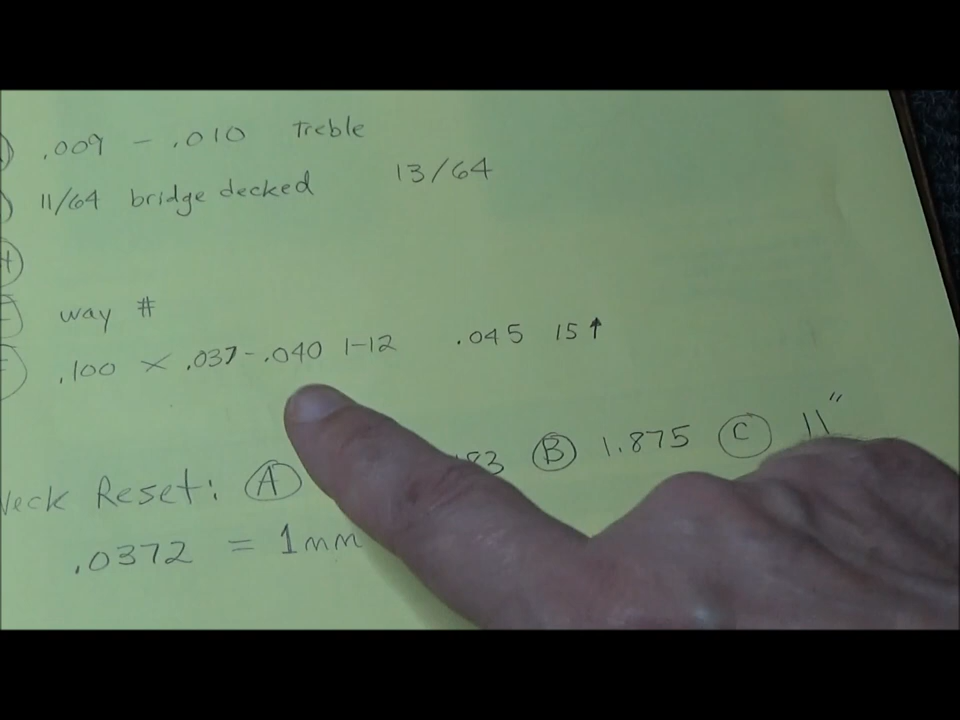 .009 - .010 Treble
11/64 bridge decked 13/64
way #
.100 x .037-.040 1-12 .045 15↑
Neck Reset: Ⓐ Ⓑ 1.875 Ⓒ 11"
.0372 = 1mm